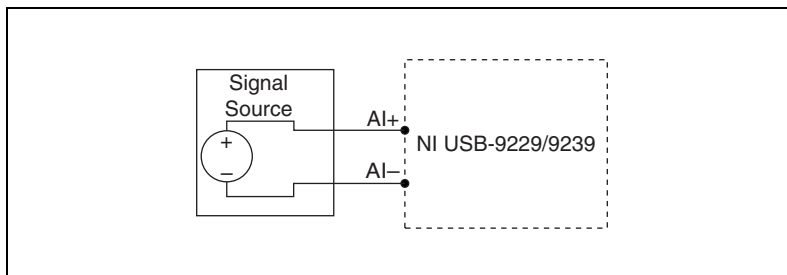 Signal
Source
+
–
AI+
AI–
NI USB-9229/9239